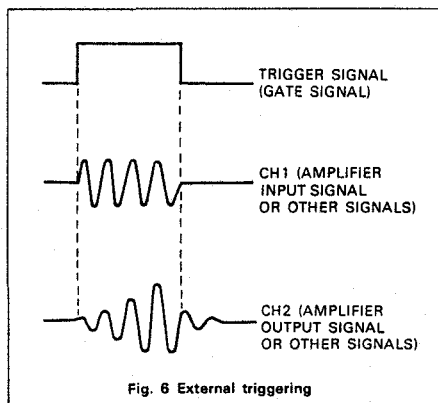 TRIGGER SIGNAL
(GATE SIGNAL)
CH1 (AMPLIFIER
INPUT SIGNAL
OR OTHER SIGNALS)
CH2 (AMPLIFIER
OUTPUT SIGNAL
OR OTHER SIGNALS)
Fig. 6 External triggering